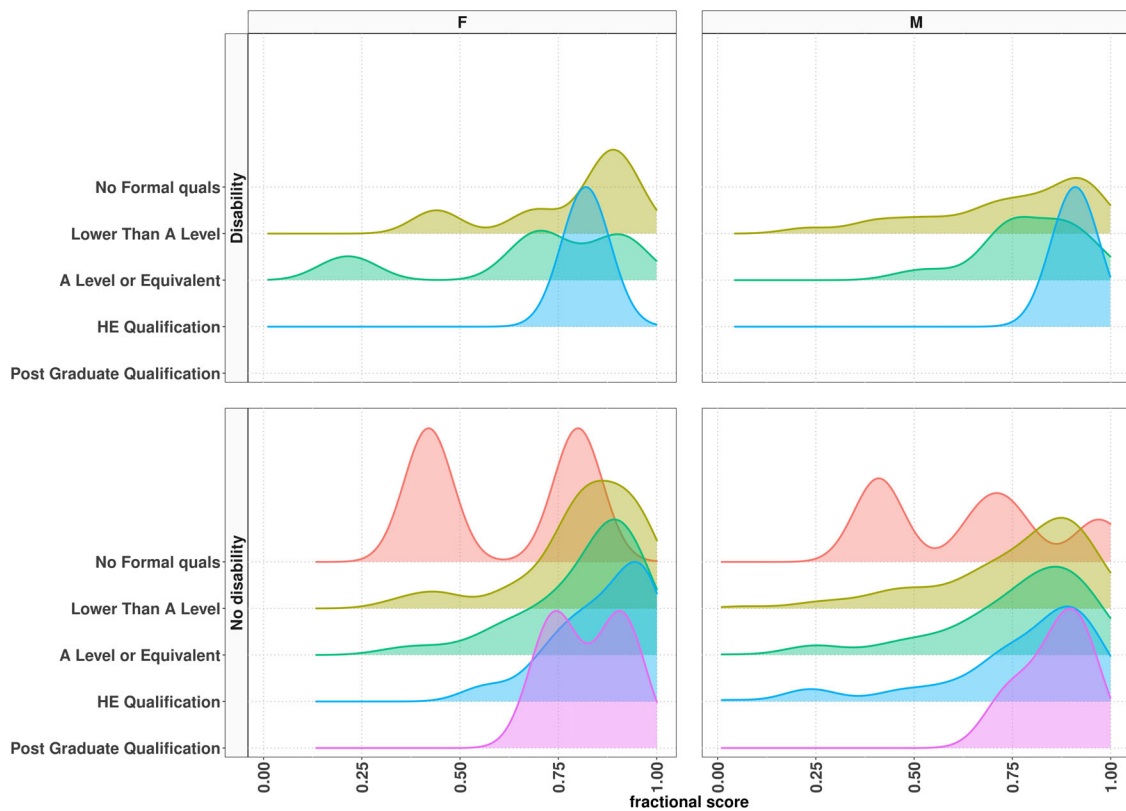 F
M
Disability
No Formal quals
Lower Than A Level
A Level or Equivalent
HE Qualification
Post Graduate Qualification
No disability
No Formal quals
Lower Than A Level
A Level or Equivalent
HE Qualification
Post Graduate Qualification
0.00
0.25
0.50
0.75
1.00
0.00
0.25
0.50
0.75
1.00
fractional score